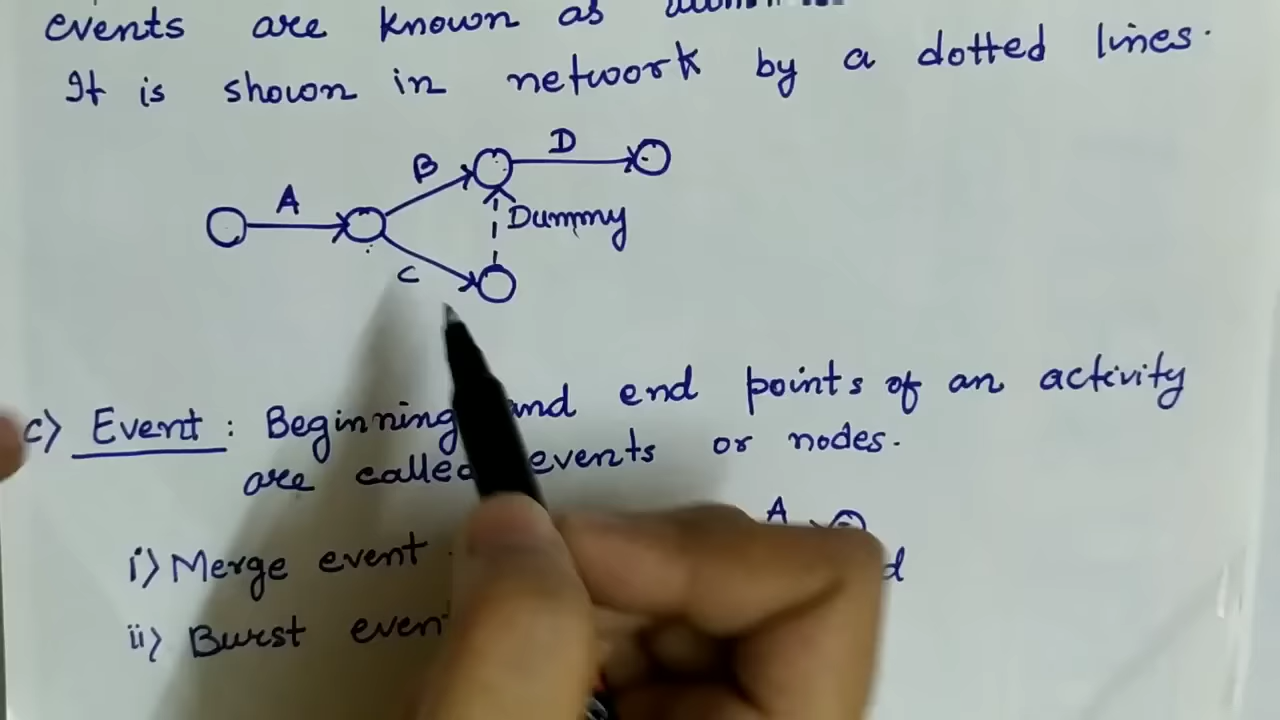 events are known as
It is shown in network by a dotted lines.
B D
A Dummy
C
c) Event : Beginning and end points of an activity
are called events or nodes.
A
i) Merge event
ii) Burst even